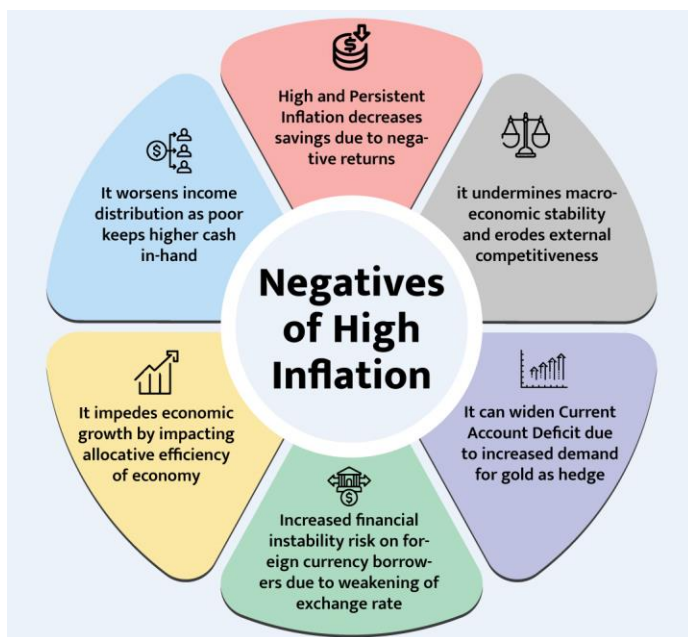 High and Persistent
Inflation decreases
savings due to nega-
tive returns
it undermines macro-
economic stability
and erodes external
competitiveness
It can widen Current
Account Deficit due
to increased demand
for gold as hedge
Increased financial
instability risk on for-
eign currency borrow-
ers due to weakening of
exchange rate
It impedes economic
growth by impacting
allocative efficiency
of economy
It worsens income
distribution as poor
keeps higher cash
in-hand
Negatives
of High
Inflation